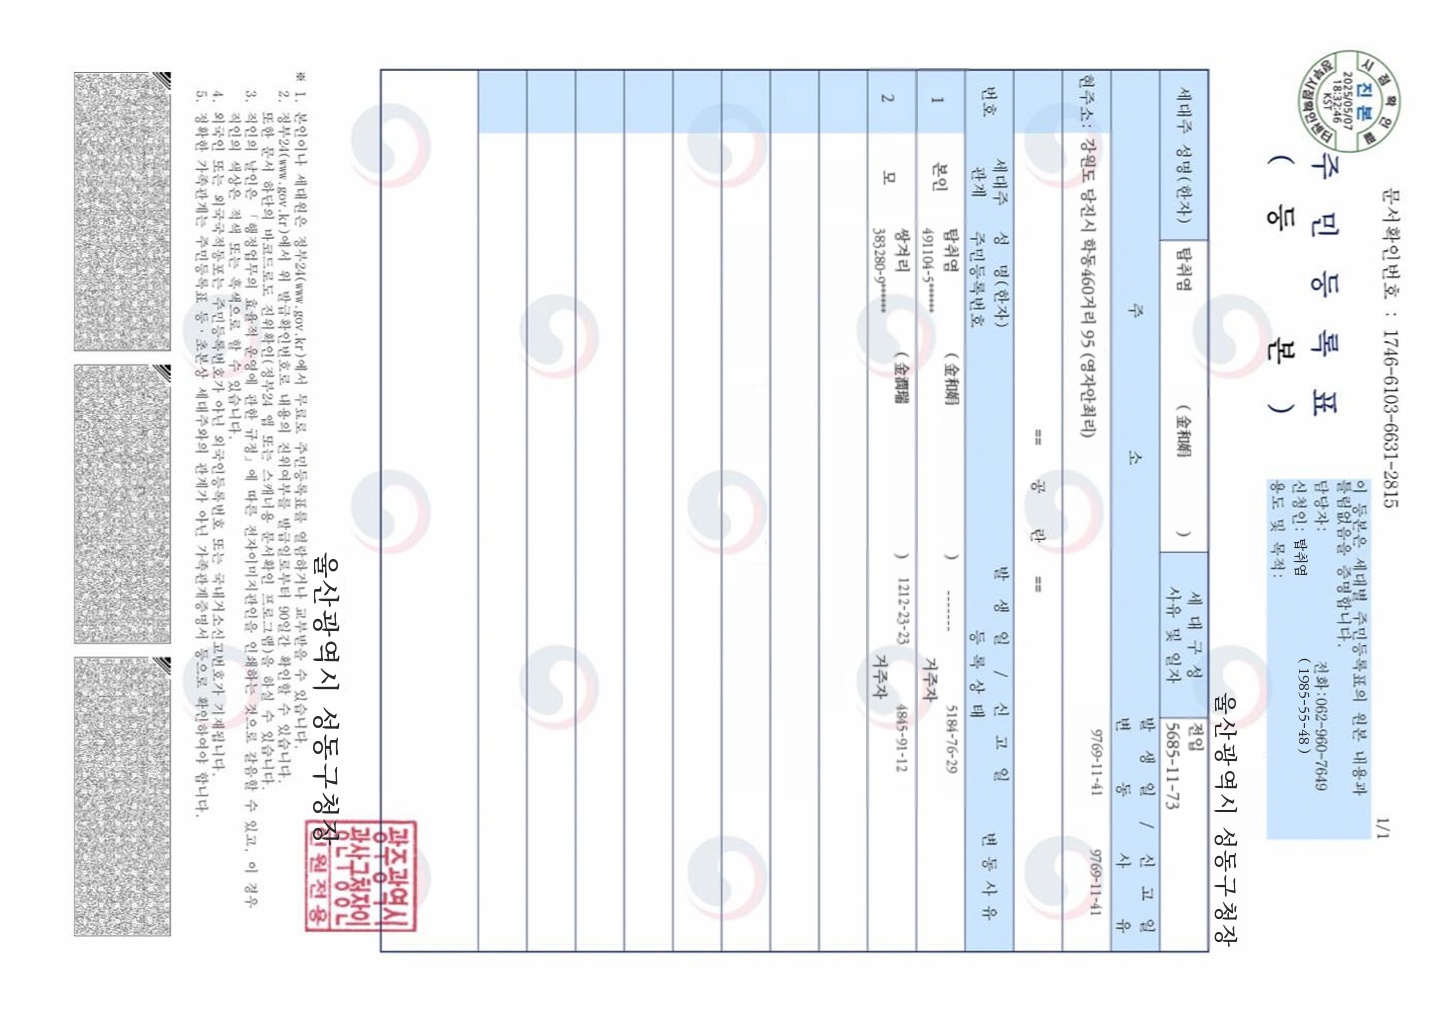 문서확인번호 : 1746-6103-6631-2815
1/1
시점확인필
진본
2025/05/07
18:32:46
KST
주 민 등 록 표
( 등 본 )
이 등본은 세대별 주민등록표의 원본 내용과
틀림없음을 증명합니다.
담당자: 전화:062-960-7649
신청인: 탐취염 (1985-55-48)
용도 및 목적:
울산광역시 성동구청장
세대주 성명(한자) 탐취염 ( 金和娟 ) 세 대 구 성 사유 및 일자 전입
5685-11-73
주 소 발 생 일 / 신 고 일
변 동 사 유
현주소: 강원도 당진시 학동460거리 95 (영자안최리) 9769-11-41 9769-11-41
== 공 란 ==
번호 세대주 관계 성 명(한자) 주민등록번호 발 생 일 / 신 고 일 등 록 상 태 변 동 사 유
1 본인 탐취염 ( 金和娟 ) ------- 5184-76-29
491104-5****** 거주자
2 모 쌍거리 ( 金潤瑞 ) 1212-23-23 4845-91-12
383280-9****** 거주자
울산광역시 성동구청장
광주광역시
광산구청장인
민원전용
※ 1. 본인이나 세대원은 정부24(www.gov.kr)에서 무료로 주민등록표를 열람하거나 교부받을 수 있습니다.
2. 정부24(www.gov.kr)에서 위 발급확인번호로 내용의 진위여부를 발급일로부터 90일간 확인할 수 있습니다.
또한 문서 하단의 바코드로도 진위확인(정부24 앱 또는 스캐너용 문서확인 프로그램)을 하실 수 있습니다.
3. 직인의 날인은 「행정업무의 효율적 운영에 관한 규정」에 따른 전자이미지관인을 인쇄하는 것으로 갈음할 수 있고, 이 경우
직인의 색상은 적색 또는 흑색으로 할 수 있습니다.
4. 외국인 또는 외국국적동포는 주민등록번호가 아닌 외국인등록번호 또는 국내거소신고번호가 기재됩니다.
5. 정확한 가족관계는 주민등록표 등·초본상 세대주와의 관계가 아닌 가족관계증명서 등으로 확인하여야 합니다.